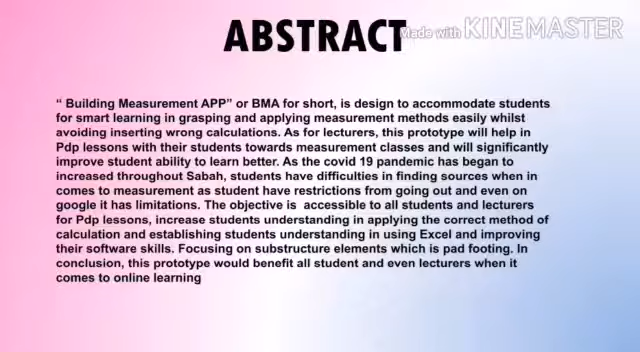 ABSTRACT
Made with KINEMASTER
“ Building Measurement APP” or BMA for short, is design to accommodate students
for smart learning in grasping and applying measurement methods easily whilst
avoiding inserting wrong calculations. As for lecturers, this prototype will help in
Pdp lessons with their students towards measurement classes and will significantly
improve student ability to learn better. As the covid 19 pandemic has began to
increased throughout Sabah, students have difficulties in finding sources when in
comes to measurement as student have restrictions from going out and even on
google it has limitations. The objective is accessible to all students and lecturers
for Pdp lessons, increase students understanding in applying the correct method of
calculation and establishing students understanding in using Excel and improving
their software skills. Focusing on substructure elements which is pad footing. In
conclusion, this prototype would benefit all student and even lecturers when it
comes to online learning